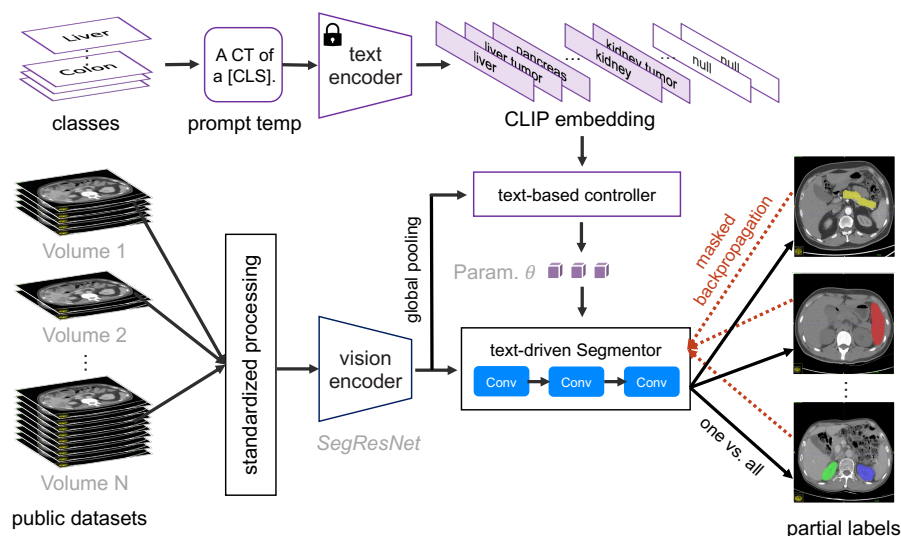 Liver
Colon
classes
A CT of
a [CLS].
prompt temp
text
encoder
liver
liver tumor
pancreas
...
kidney
kidney tumor
...
null
null
CLIP embedding
text-based controller
Param. θ
global pooling
Volume 1
Volume 2
Volume N
public datasets
standardized processing
vision
encoder
SegResNet
text-driven Segmentor
Conv
Conv
Conv
masked
backpropagation
one vs. all
partial labels